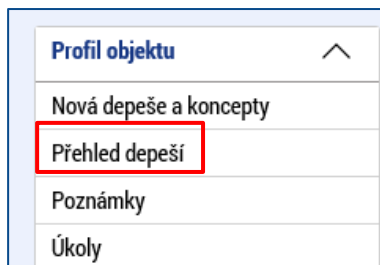 Profil objektu
Nová depeše a koncepty
Přehled depeší
Poznámky
Úkoly